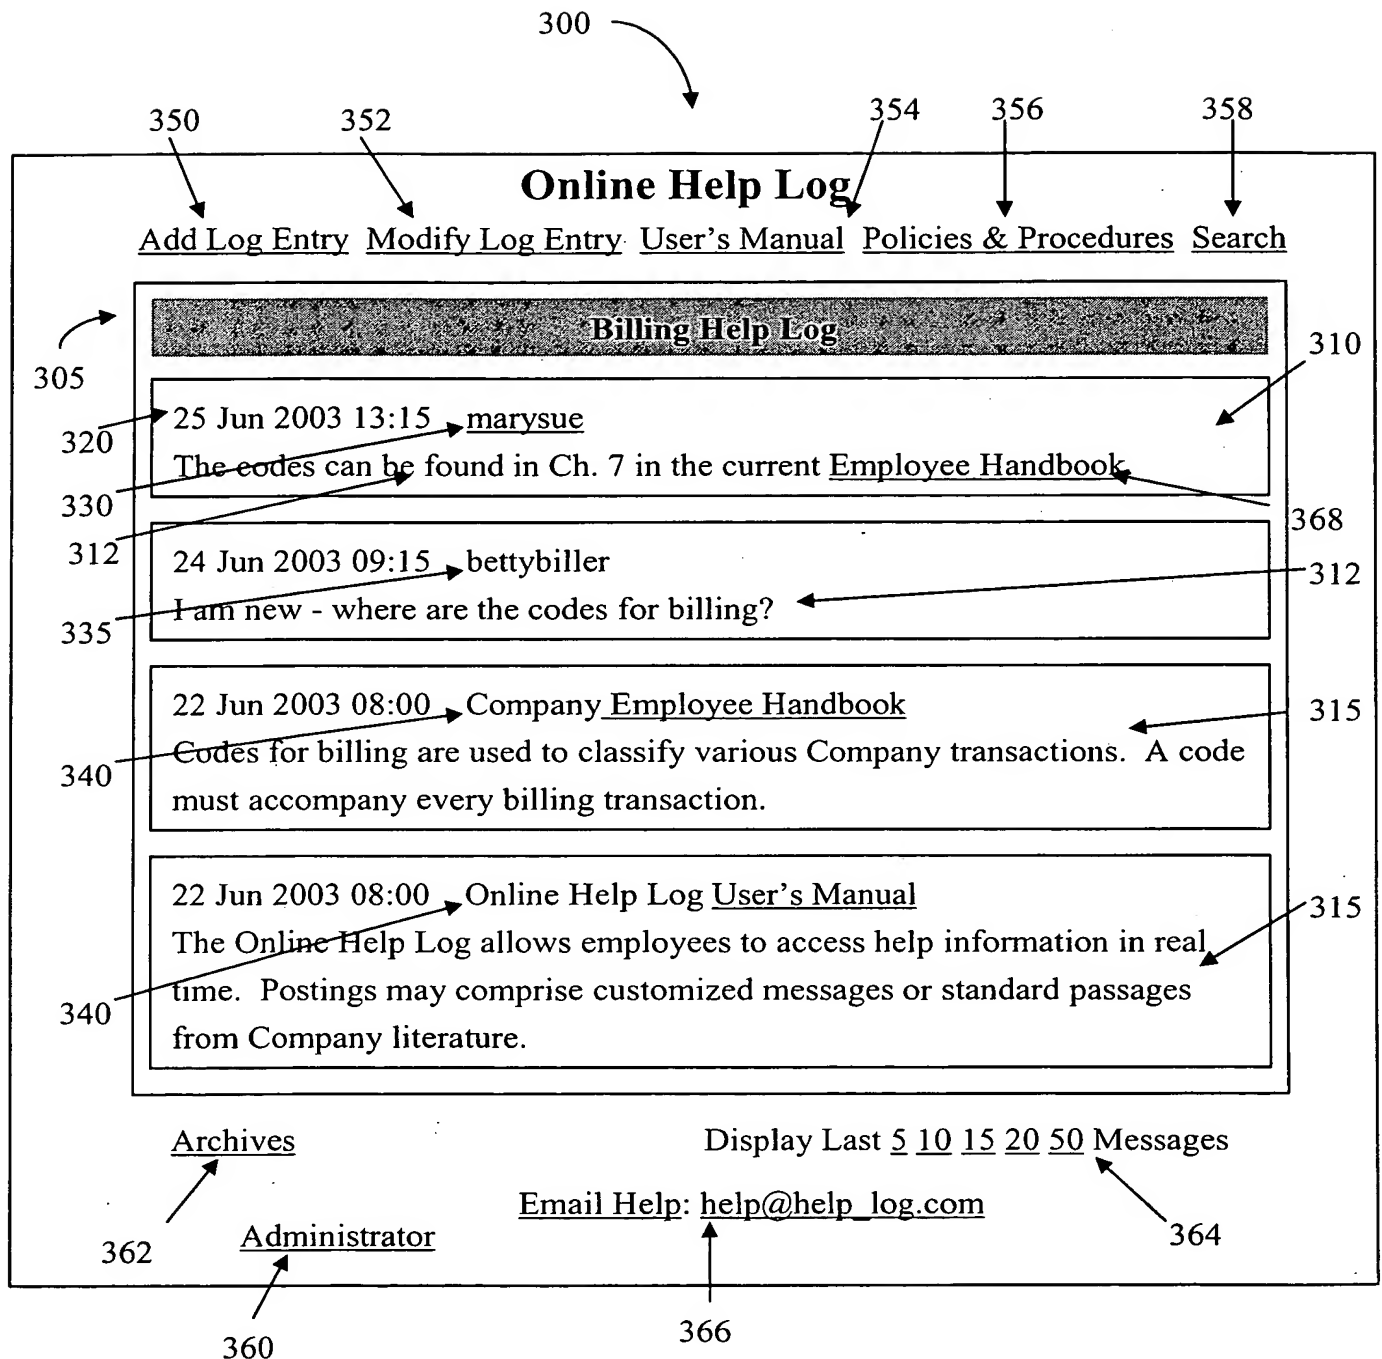 300
350 352 354 356 358
Online Help Log
Add Log Entry Modify Log Entry User's Manual Policies & Procedures Search
305
Billing Help Log
310
320
25 Jun 2003 13:15 marysue
330
The codes can be found in Ch. 7 in the current Employee Handbook
312
368
24 Jun 2003 09:15 bettybiller
312
335
I am new - where are the codes for billing?
22 Jun 2003 08:00 Company Employee Handbook
315
340
Codes for billing are used to classify various Company transactions. A code
must accompany every billing transaction.
22 Jun 2003 08:00 Online Help Log User's Manual
315
The Online Help Log allows employees to access help information in real
340
time. Postings may comprise customized messages or standard passages
from Company literature.
Archives Display Last 5 10 15 20 50 Messages
Email Help: help@help_log.com
362 Administrator 364
360 366